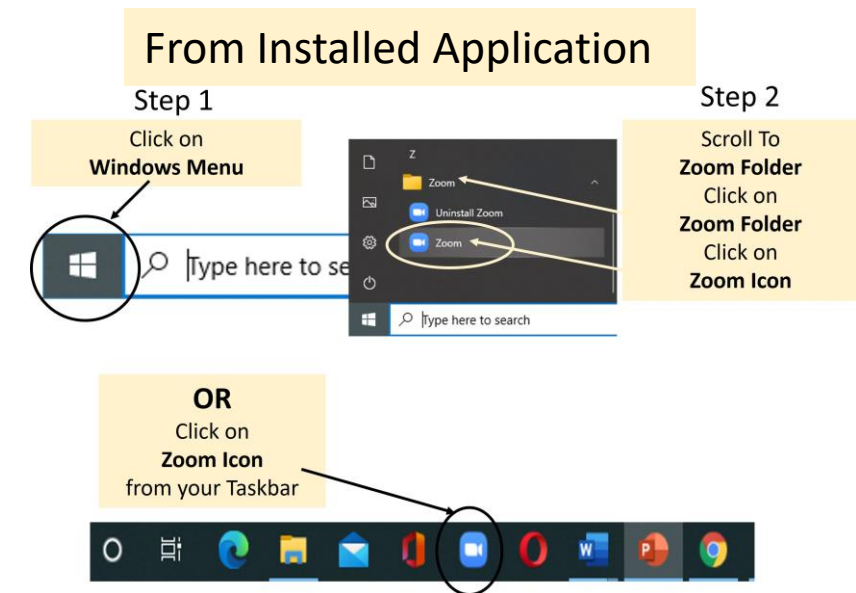 From Installed Application
Step 1
Click on
Windows Menu
Type here to se
Step 2
Scroll To
Zoom Folder
Click on
Zoom Folder
Click on
Zoom Icon
Z
Zoom
Uninstall Zoom
Zoom
Type here to search
OR
Click on
Zoom Icon
from your Taskbar
W
P